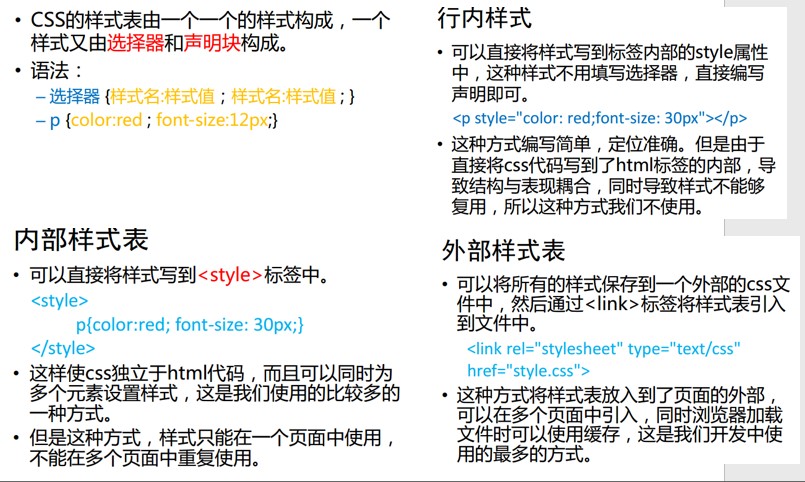 • CSS的样式表由一个一个的样式构成，一个
样式又由选择器和声明块构成。
• 语法：
– 选择器 {样式名:样式值 ; 样式名:样式值 ; }
– p {color:red ; font-size:12px;}
内部样式表
• 可以直接将样式写到<style>标签中。
<style>
p{color:red; font-size: 30px;}
</style>
• 这样使css独立于html代码，而且可以同时为
多个元素设置样式，这是我们使用的比较多的
一种方式。
• 但是这种方式，样式只能在一个页面中使用，
不能在多个页面中重复使用。
行内样式
• 可以直接将样式写到标签内部的style属性
中，这种样式不用填写选择器，直接编写
声明即可。
<p style="color: red;font-size: 30px"></p>
• 这种方式编写简单，定位准确。但是由于
直接将css代码写到了html标签的内部，导
致结构与表现耦合，同时导致样式不能够
复用，所以这种方式我们不使用。
外部样式表
• 可以将所有的样式保存到一个外部的css文
件中，然后通过<link>标签将样式表引入
到文件中。
<link rel="stylesheet" type="text/css"
href="style.css">
• 这种方式将样式表放入到了页面的外部，
可以在多个页面中引入，同时浏览器加载
文件时可以使用缓存，这是我们开发中使
用的最多的方式。